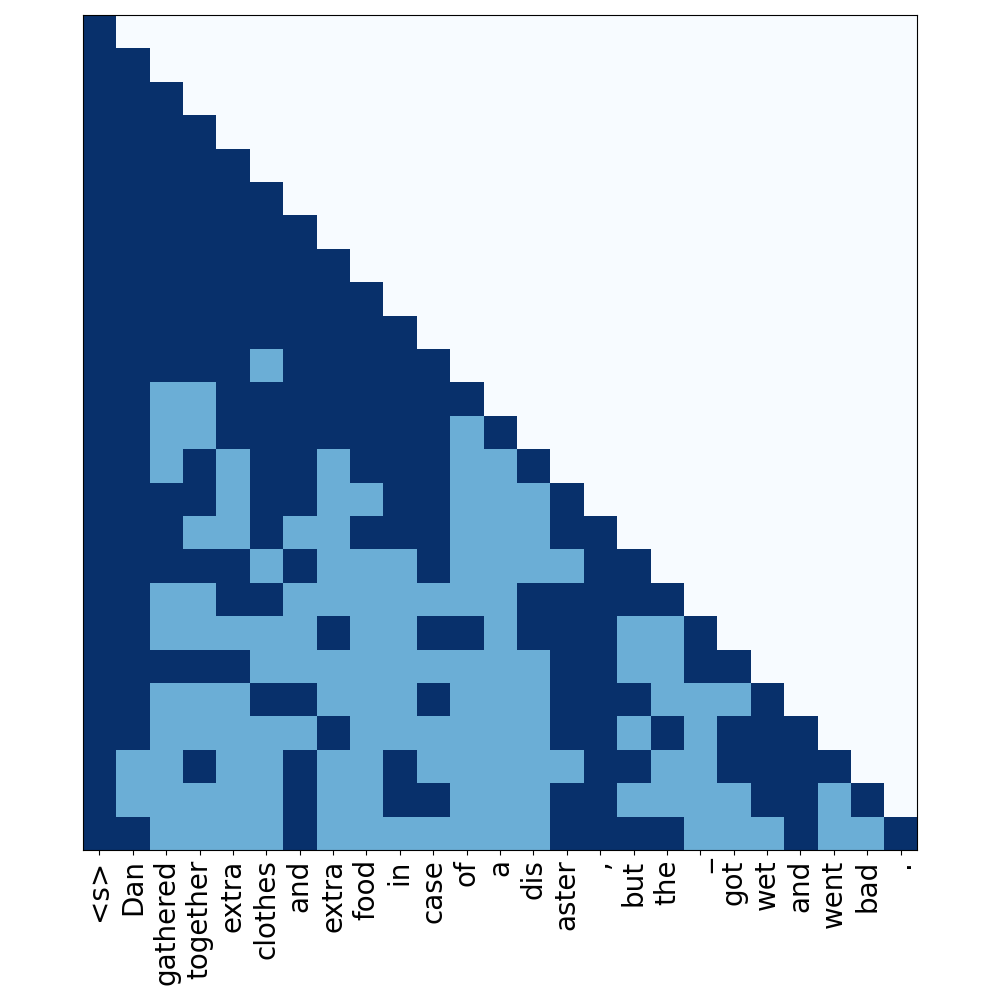 <s> Dan gathered together extra clothes and extra food in case of a dis aster , but the _ got wet and went bad .